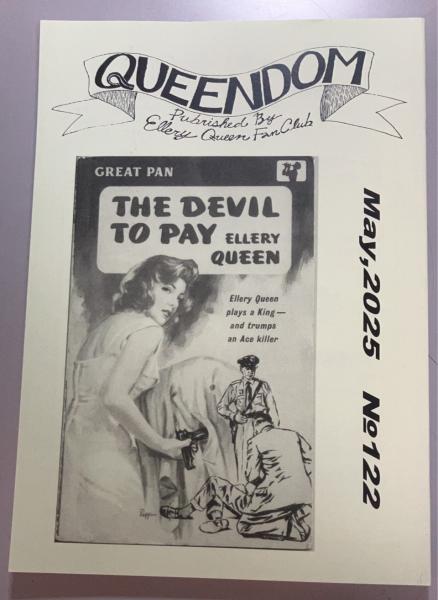 QUEENDOM
Pubrished By
Ellery Queen Fan Club
GREAT PAN
THE DEVIL
TO PAY ELLERY
QUEEN
Ellery Queen
plays a King—
and trumps
an Ace killer
May,2025 №122